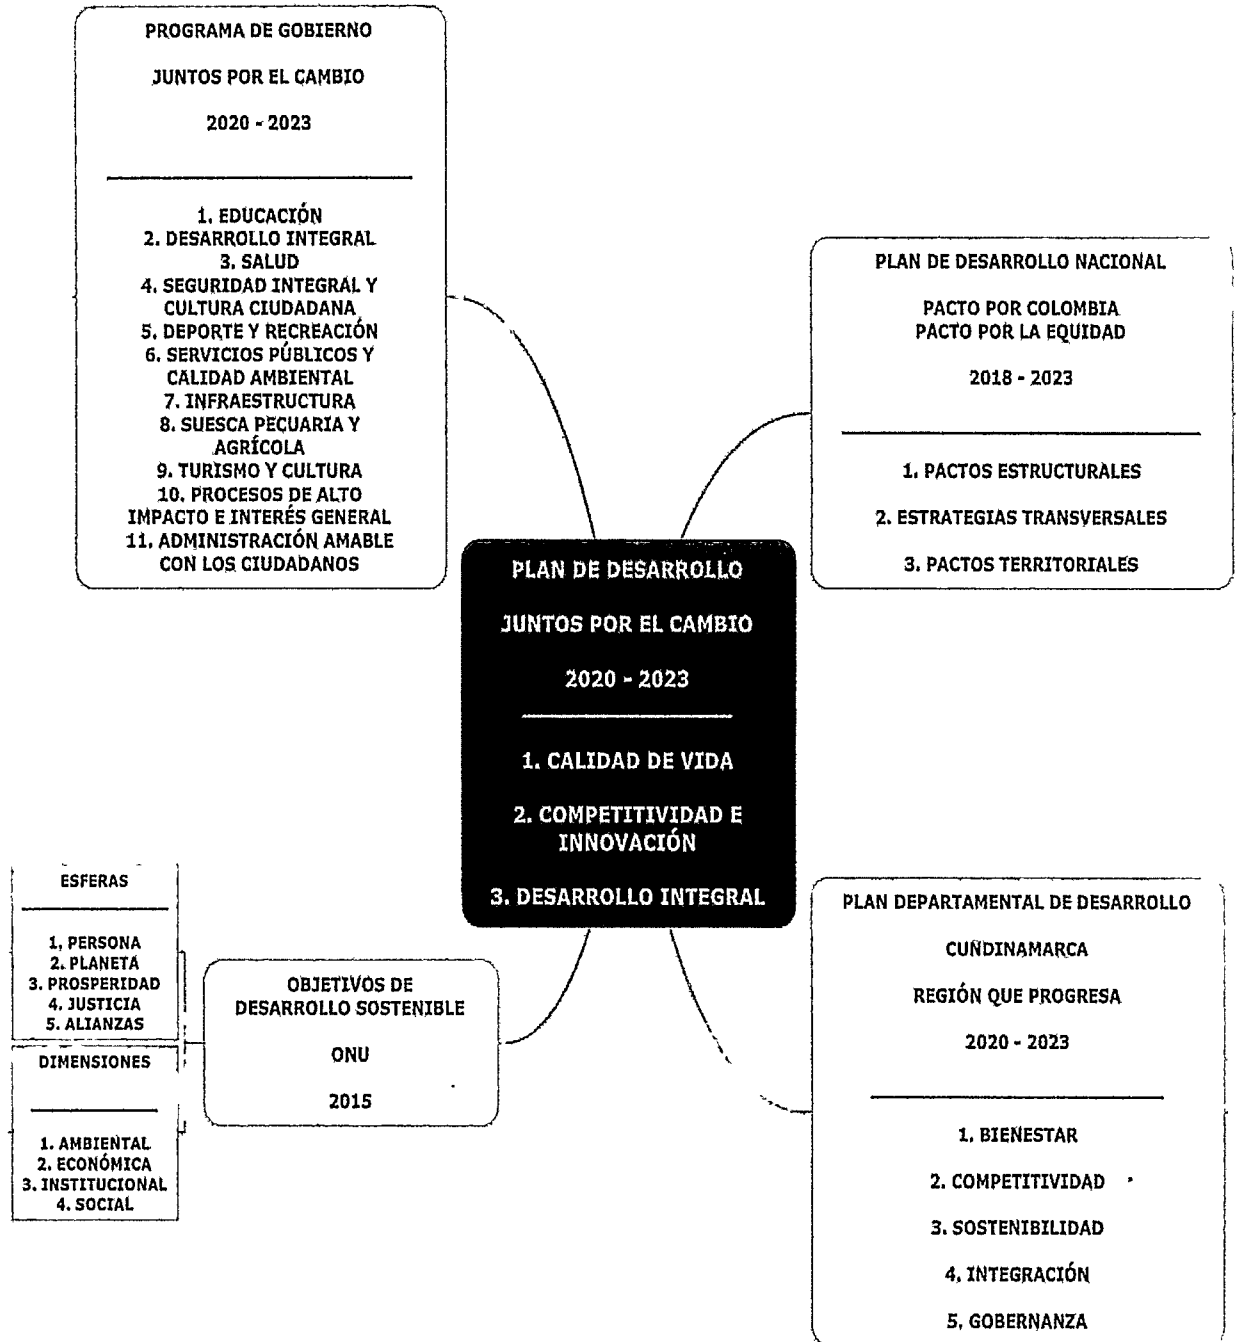 PROGRAMA DE GOBIERNO
JUNTOS POR EL CAMBIO
2020 - 2023
1. EDUCACIÓN
2. DESARROLLO INTEGRAL
3. SALUD
4. SEGURIDAD INTEGRAL Y
CULTURA CIUDADANA
5. DEPORTE Y RECREACIÓN
6. SERVICIOS PÚBLICOS Y
CALIDAD AMBIENTAL
7. INFRAESTRUCTURA
8. SUESCA PECUARIA Y
AGRÍCOLA
9. TURISMO Y CULTURA
10. PROCESOS DE ALTO
IMPACTO E INTERÉS GENERAL
11. ADMINISTRACIÓN AMABLE
CON LOS CIUDADANOS
PLAN DE DESARROLLO NACIONAL
PACTO POR COLOMBIA
PACTO POR LA EQUIDAD
2018 - 2023
1. PACTOS ESTRUCTURALES
2. ESTRATEGIAS TRANSVERSALES
3. PACTOS TERRITORIALES
PLAN DE DESARROLLO
JUNTOS POR EL CAMBIO
2020 - 2023
1. CALIDAD DE VIDA
2. COMPETITIVIDAD E
INNOVACIÓN
3. DESARROLLO INTEGRAL
ESFERAS
1. PERSONA
2. PLANETA
3. PROSPERIDAD
4. JUSTICIA
5. ALIANZAS
DIMENSIONES
1. AMBIENTAL
2. ECONÓMICA
3. INSTITUCIONAL
4. SOCIAL
OBJETIVOS DE
DESARROLLO SOSTENIBLE
ONU
2015
PLAN DEPARTAMENTAL DE DESARROLLO
CUNDINAMARCA
REGIÓN QUE PROGRESA
2020 - 2023
1. BIENESTAR
2. COMPETITIVIDAD
3. SOSTENIBILIDAD
4. INTEGRACIÓN
5. GOBERNANZA